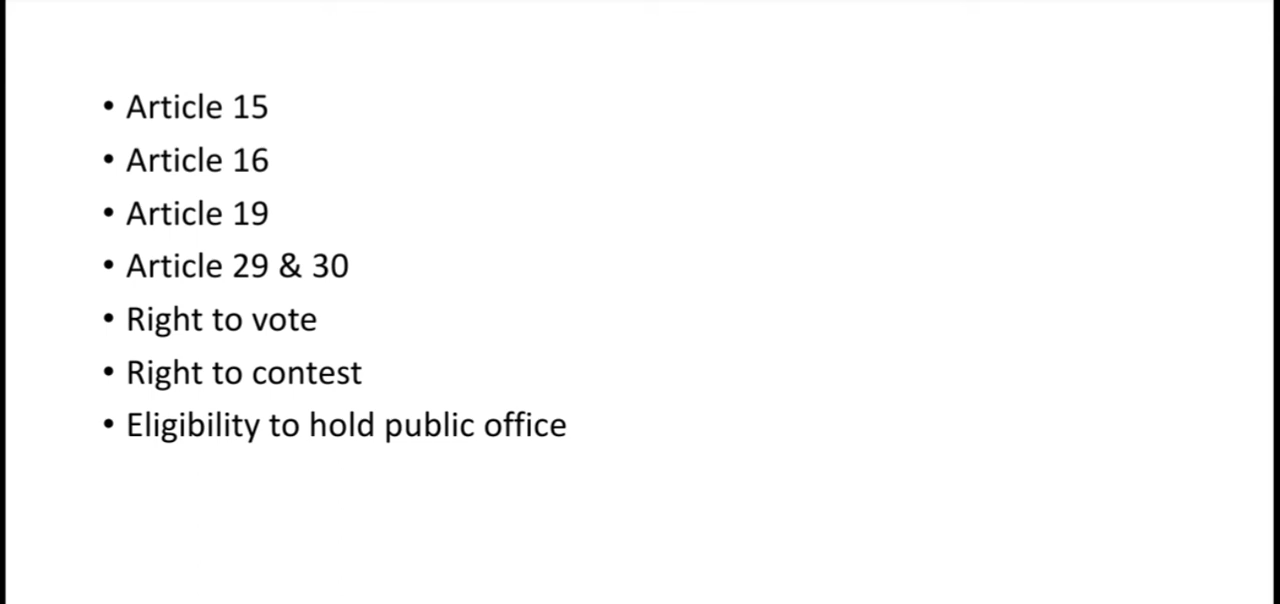 • Article 15
• Article 16
• Article 19
• Article 29 & 30
• Right to vote
• Right to contest
• Eligibility to hold public office